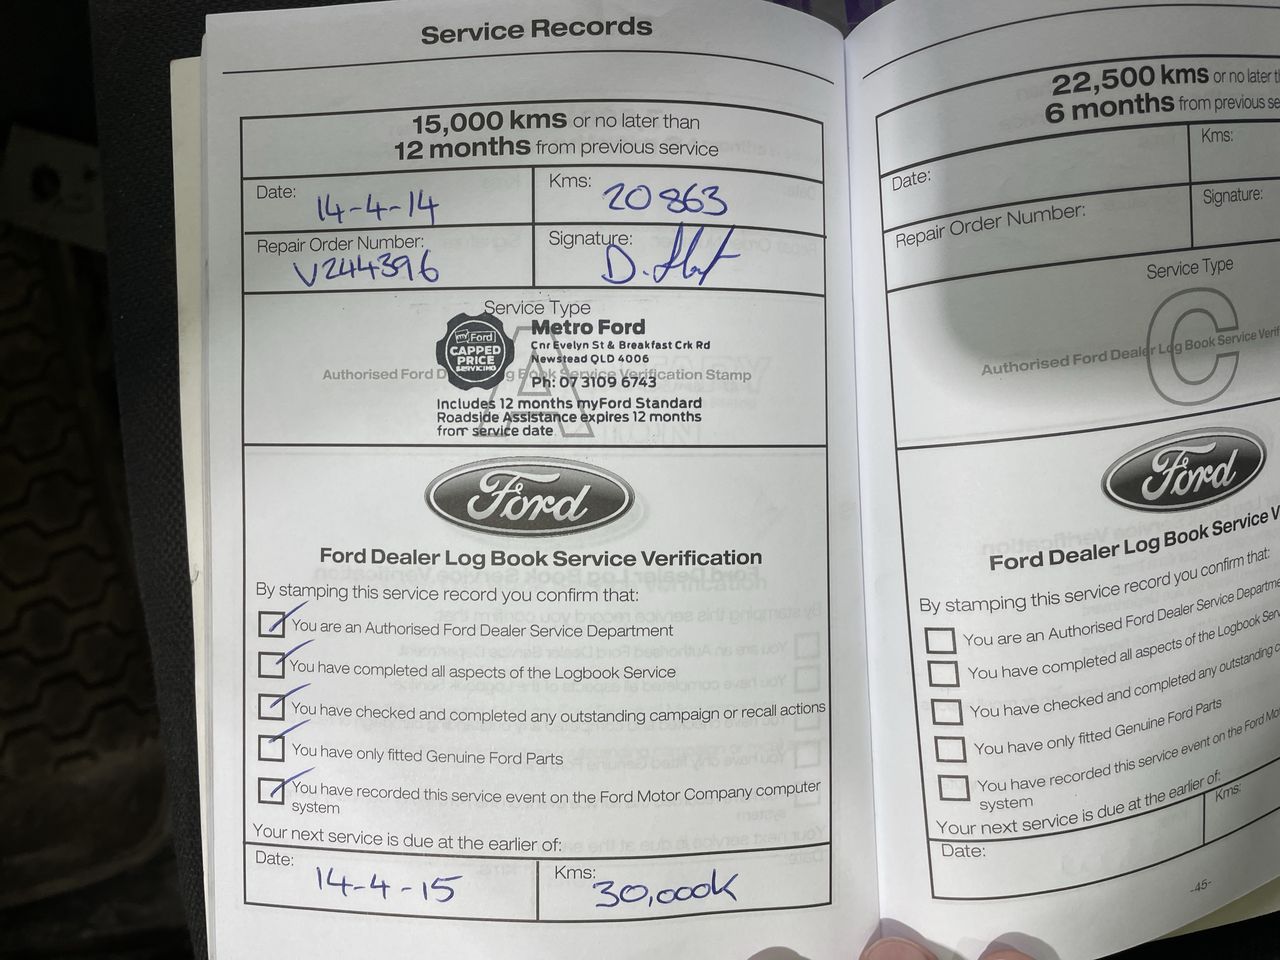 Service Records
15,000 kms or no later than
12 months from previous service
Date: 14-4-14
Kms: 20863
Repair Order Number: V244396
Signature: D.
Service Type
A
my Ford
CAPPED
PRICE
SERVICING
Metro Ford
Cnr Evelyn St & Breakfast Crk Rd
Newstead QLD 4006
Authorised Ford D g Book Service Verification Stamp
Ph: 07 3109 6743
Includes 12 months myFord Standard
Roadside Assistance expires 12 months
from service date
Ford
Ford Dealer Log Book Service Verification
By stamping this service record you confirm that:
You are an Authorised Ford Dealer Service Department
You have completed all aspects of the Logbook Service
You have checked and completed any outstanding campaign or recall actions
You have only fitted Genuine Ford Parts
You have recorded this service event on the Ford Motor Company computer
system
Your next service is due at the earlier of:
Date: 14-4-15
Kms: 30,000K
22,500 kms or no later
6 months from previous
Date:
Kms:
Repair Order Number:
Signature:
Service Type
C
Authorised Ford Dealer Log Book Service
Ford
Ford Dealer Log Book Service
By stamping this service record you confirm that:
You are an Authorised Ford Dealer Service
You have completed all aspects of the Logbook
You have checked and completed any outstanding
You have only fitted Genuine Ford Parts
You have recorded this service event on the Ford
system
Your next service is due at the earlier of:
Date:
Kms:
-45-